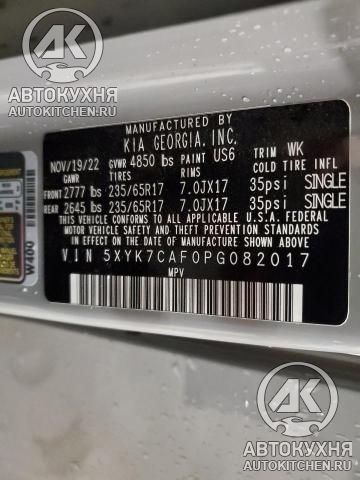 АК
АВТОКУХНЯ
AUTOKITCHEN.RU
MANUFACTURED BY
KIA GEORGIA, INC.
NOV/19/22 GVWR 4850 lbs PAINT US6 TRIM WK
GAWR TIRES RIMS COLD TIRE INFL
FRONT 2777 lbs 235/65R17 7.0JX17 35psi SINGLE
REAR 2645 lbs 235/65R17 7.0JX17 35psi SINGLE
THIS VEHICLE CONFORMS TO ALL APPLICABLE U.S.A. FEDERAL
MOTOR VEHICLE SAFETY, BUMPER, AND THEFT PREVENTION
STANDARDS IN EFFECT ON THE DATE OF MANUFACTURE SHOWN ABOVE.
VIN 5XYK7CAF0PG082017
MPV
W400
АК
АВТОКУХНЯ
AUTOKITCHEN.RU